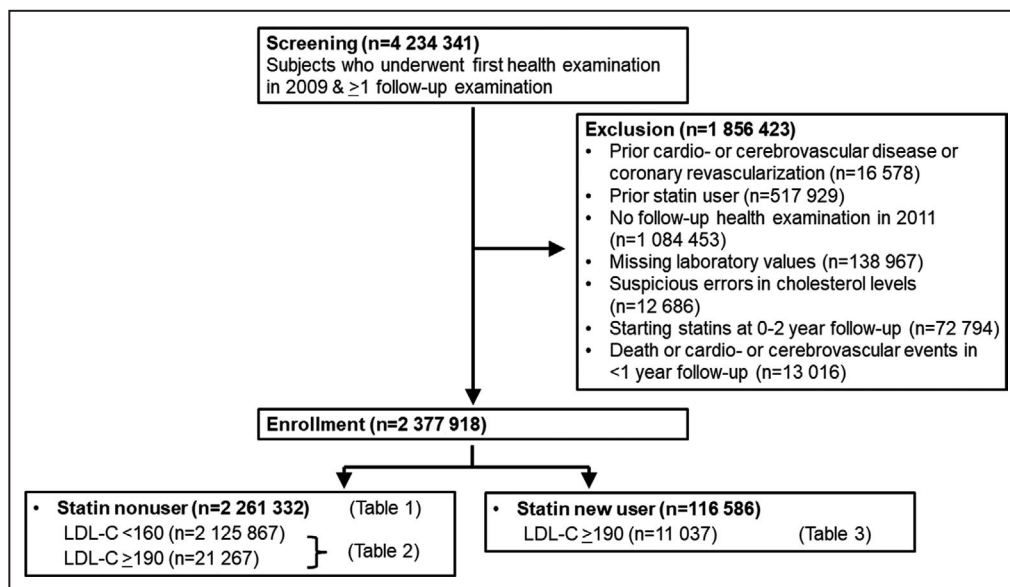 Screening (n=4 234 341)
Subjects who underwent first health examination
in 2009 & ≥1 follow-up examination
Exclusion (n=1 856 423)
• Prior cardio- or cerebrovascular disease or
coronary revascularization (n=16 578)
• Prior statin user (n=517 929)
• No follow-up health examination in 2011
(n=1 084 453)
• Missing laboratory values (n=138 967)
• Suspicious errors in cholesterol levels
(n=12 686)
• Starting statins at 0-2 year follow-up (n=72 794)
• Death or cardio- or cerebrovascular events in
<1 year follow-up (n=13 016)
Enrollment (n=2 377 918)
• Statin nonuser (n=2 261 332) (Table 1)
LDL-C <160 (n=2 125 867)
LDL-C ≥190 (n=21 267) (Table 2)
• Statin new user (n=116 586)
LDL-C ≥190 (n=11 037) (Table 3)